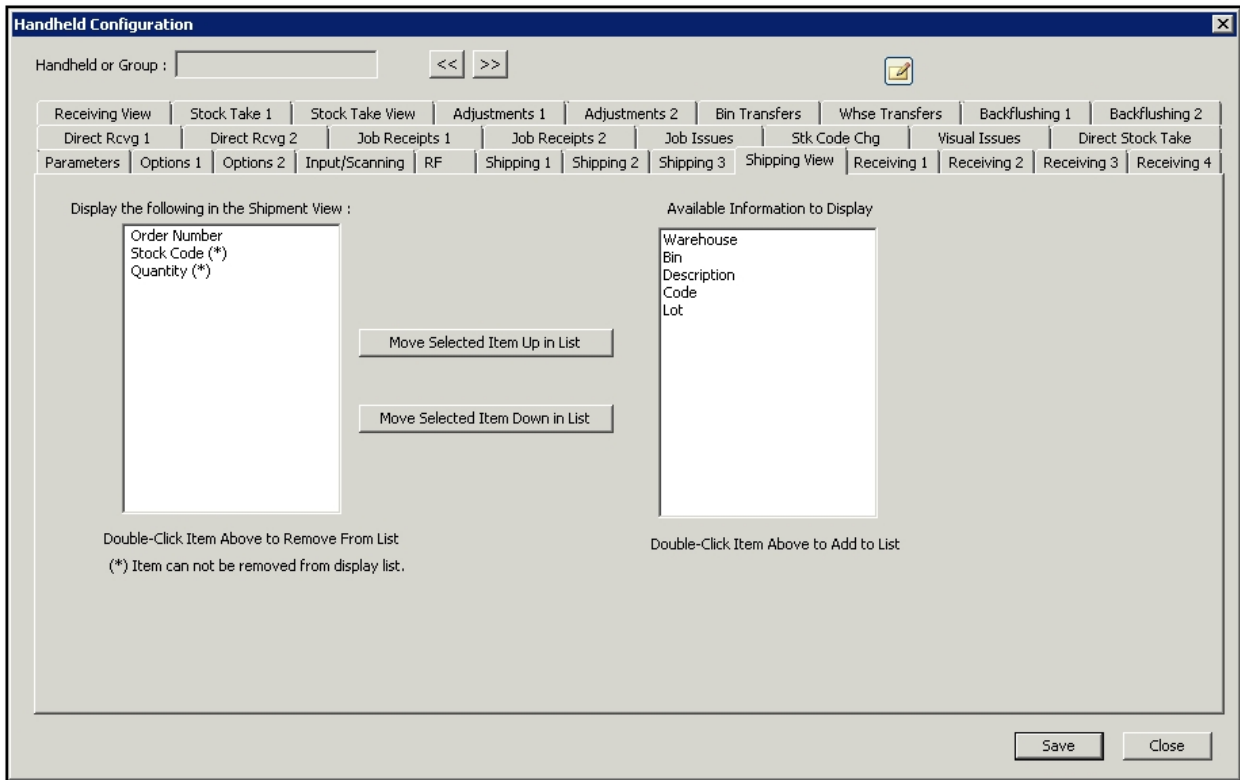 Handheld Configuration
Handheld or Group :
<< >>
Receiving View Stock Take 1 Stock Take View Adjustments 1 Adjustments 2 Bin Transfers Whse Transfers Backflushing 1 Backflushing 2
Direct Rcvg 1 Direct Rcvg 2 Job Receipts 1 Job Receipts 2 Job Issues Stk Code Chg Visual Issues Direct Stock Take
Parameters Options 1 Options 2 Input/Scanning RF Shipping 1 Shipping 2 Shipping 3 Shipping View Receiving 1 Receiving 2 Receiving 3 Receiving 4
Display the following in the Shipment View :
Order Number
Stock Code (*)
Quantity (*)
Move Selected Item Up in List
Move Selected Item Down in List
Double-Click Item Above to Remove From List
(*) Item can not be removed from display list.
Available Information to Display
Warehouse
Bin
Description
Code
Lot
Double-Click Item Above to Add to List
Save
Close